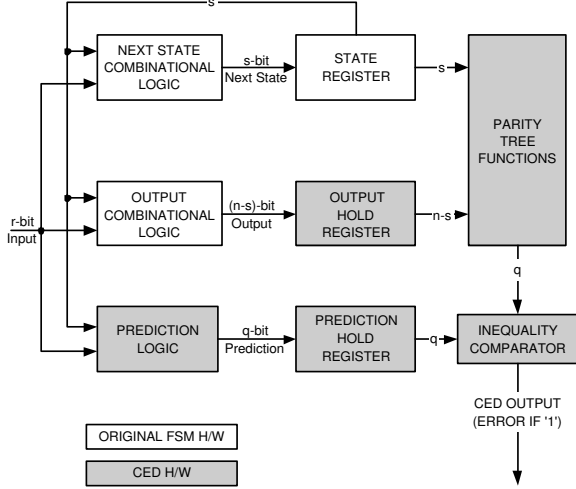 s
NEXT STATE
COMBINATIONAL
LOGIC
s-bit
Next State
STATE
REGISTER
s
PARITY
TREE
FUNCTIONS
r-bit
Input
OUTPUT
COMBINATIONAL
LOGIC
(n-s)-bit
Output
OUTPUT
HOLD
REGISTER
n-s
q
PREDICTION
LOGIC
q-bit
Prediction
PREDICTION
HOLD
REGISTER
q
INEQUALITY
COMPARATOR
CED OUTPUT
(ERROR IF '1')
ORIGINAL FSM H/W
CED H/W